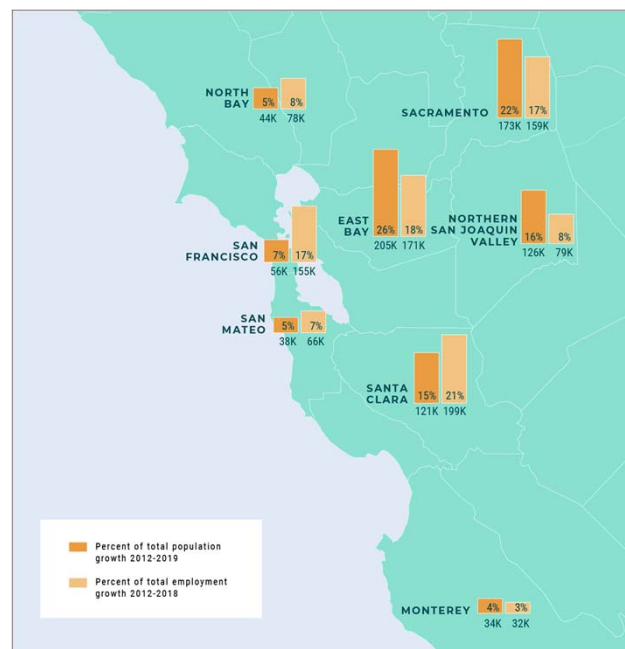 NORTH
BAY
5% 8%
44K 78K
SACRAMENTO
22% 17%
173K 159K
EAST
BAY
26% 18%
205K 171K
NORTHERN
SAN JOAQUIN
VALLEY
16% 8%
126K 79K
SAN
FRANCISCO
7% 17%
56K 155K
SAN
MATEO
5% 7%
38K 66K
SANTA
CLARA
15% 21%
121K 199K
Percent of total population
growth 2012-2019
Percent of total employment
growth 2012-2018
MONTEREY
4% 3%
34K 32K